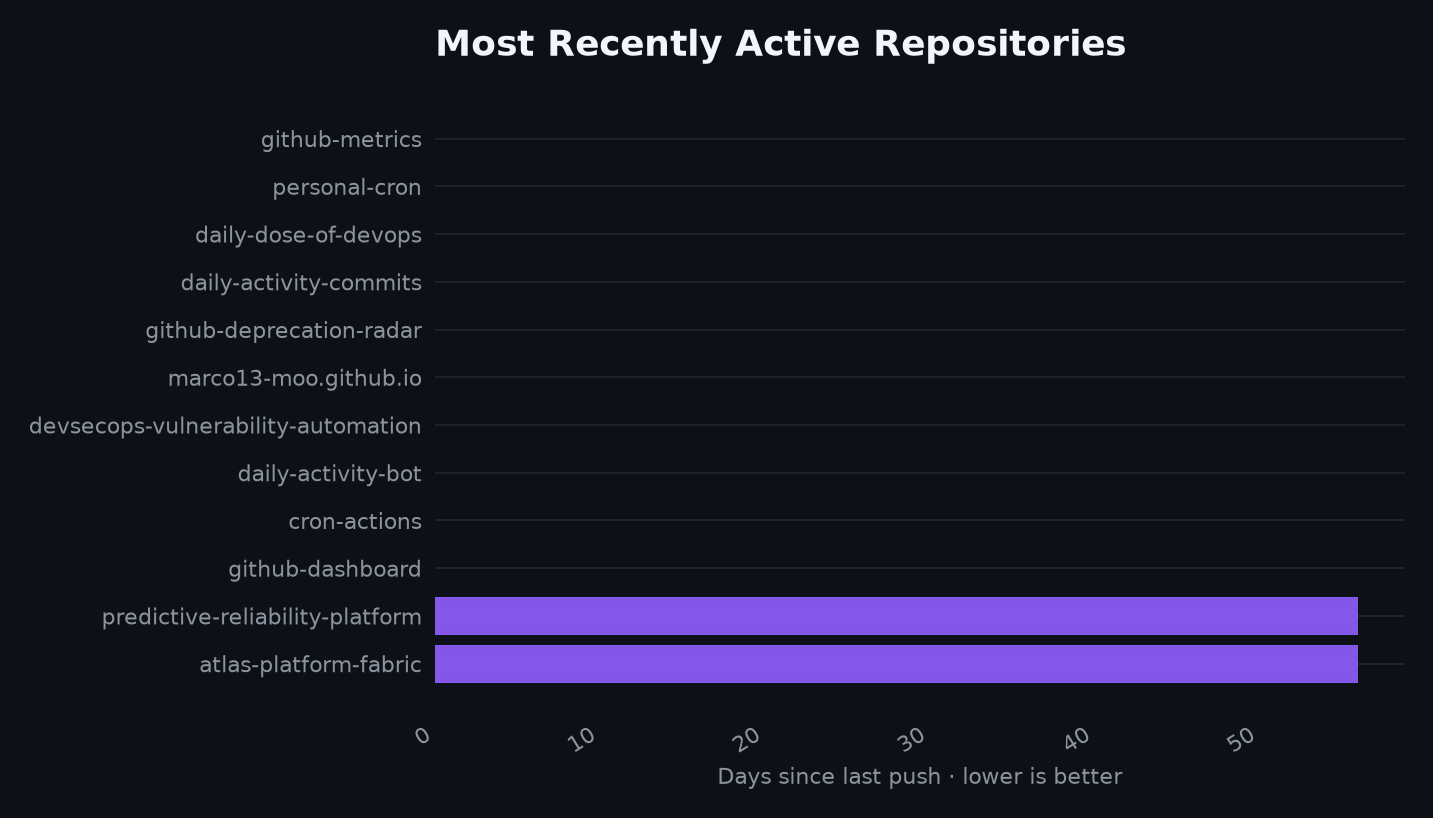 Most Recently Active Repositories
github-metrics
personal-cron
daily-dose-of-devops
daily-activity-commits
github-deprecation-radar
marco13-moo.github.io
devsecops-vulnerability-automation
daily-activity-bot
cron-actions
github-dashboard
predictive-reliability-platform
atlas-platform-fabric
0 10 20 30 40 50
Days since last push · lower is better